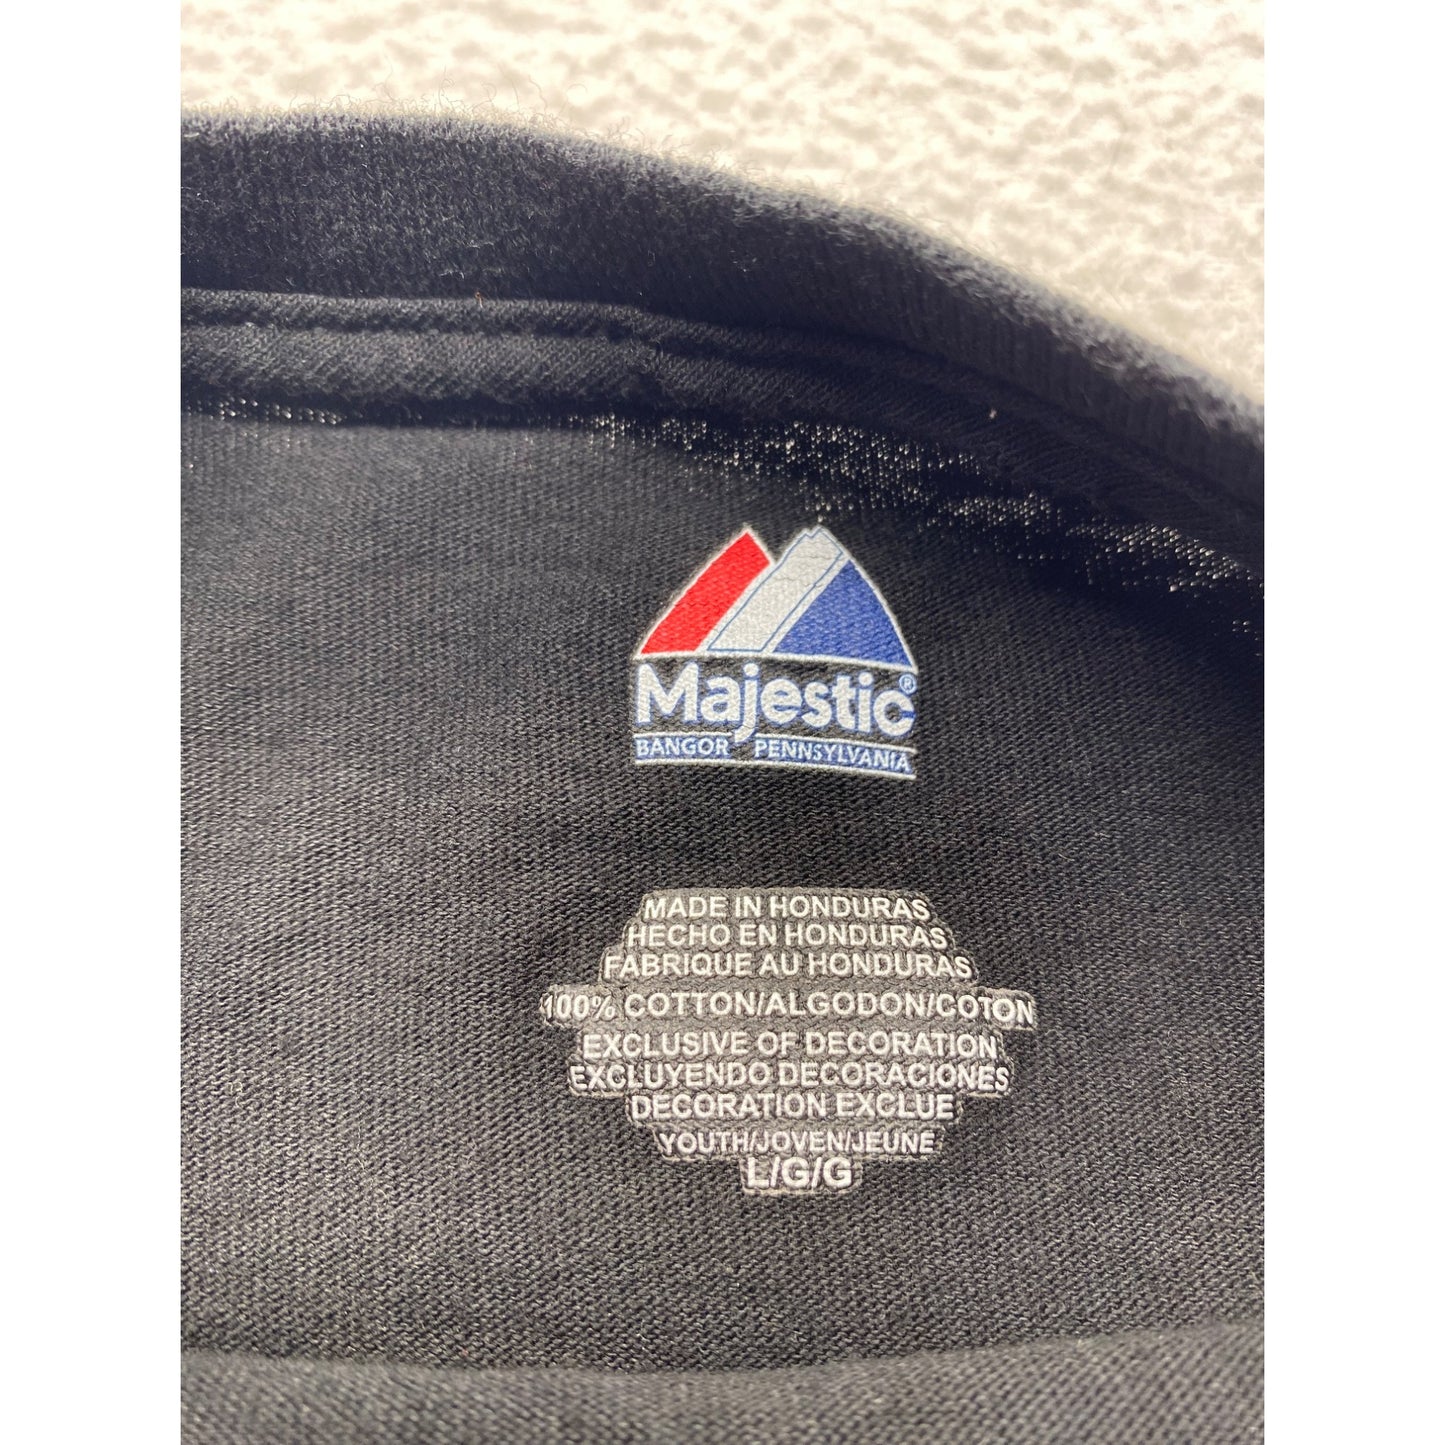 Majestic®
BANGOR PENNSYLVANIA
MADE IN HONDURAS
HECHO EN HONDURAS
FABRIQUE AU HONDURAS
100% COTTON/ALGODON/COTON
EXCLUSIVE OF DECORATION
EXCLUYENDO DECORACIONES
DECORATION EXCLUE
YOUTH/JOVEN/JEUNE
L/G/G